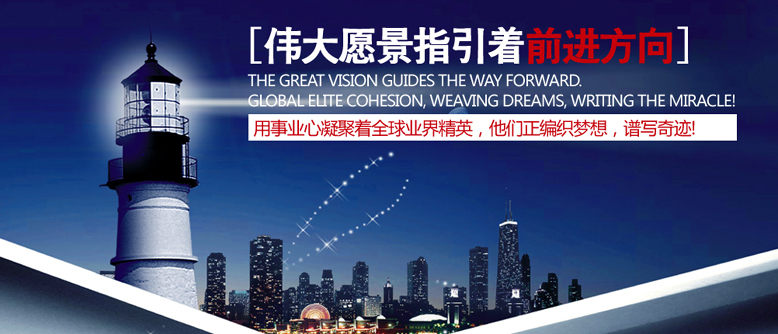 [伟大愿景指引着前进方向]
THE GREAT VISION GUIDES THE WAY FORWARD.
GLOBAL ELITE COHESION, WEAVING DREAMS, WRITING THE MIRACLE!
用事业心凝聚着全球业界精英，他们正编织梦想，谱写奇迹!